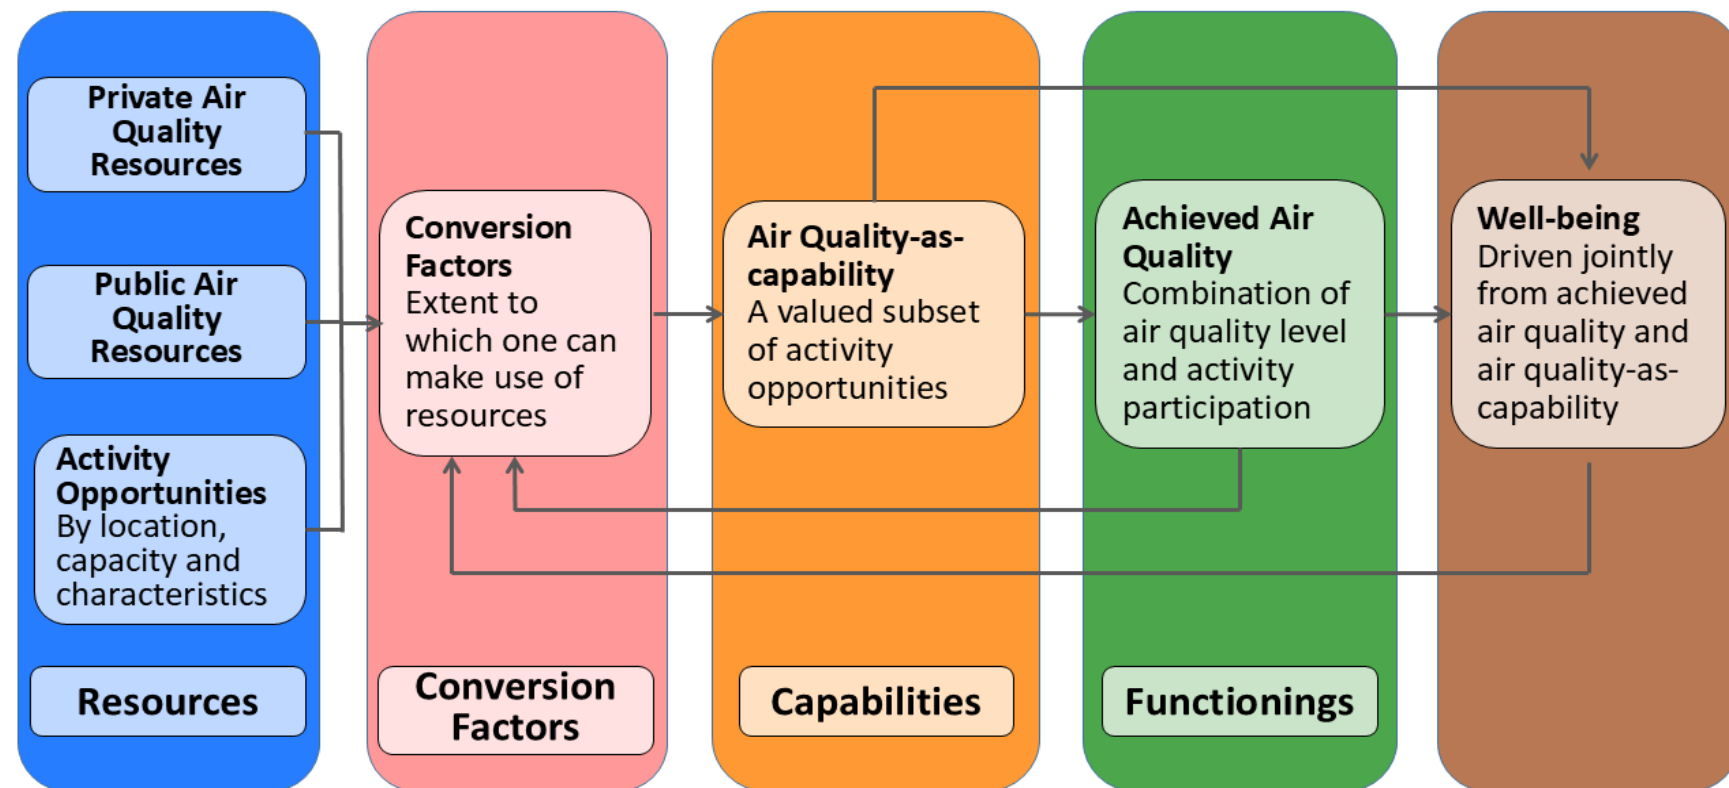 Private Air
Quality
Resources
Public Air
Quality
Resources
Activity
Opportunities
By location,
capacity and
characteristics
Resources
Conversion
Factors
Extent to
which one can
make use of
resources
Conversion
Factors
Air Quality-as-
capability
A valued subset
of activity
opportunities
Capabilities
Achieved Air
Quality
Combination of
air quality level
and activity
participation
Functionings
Well-being
Driven jointly
from achieved
air quality and
air quality-as-
capability